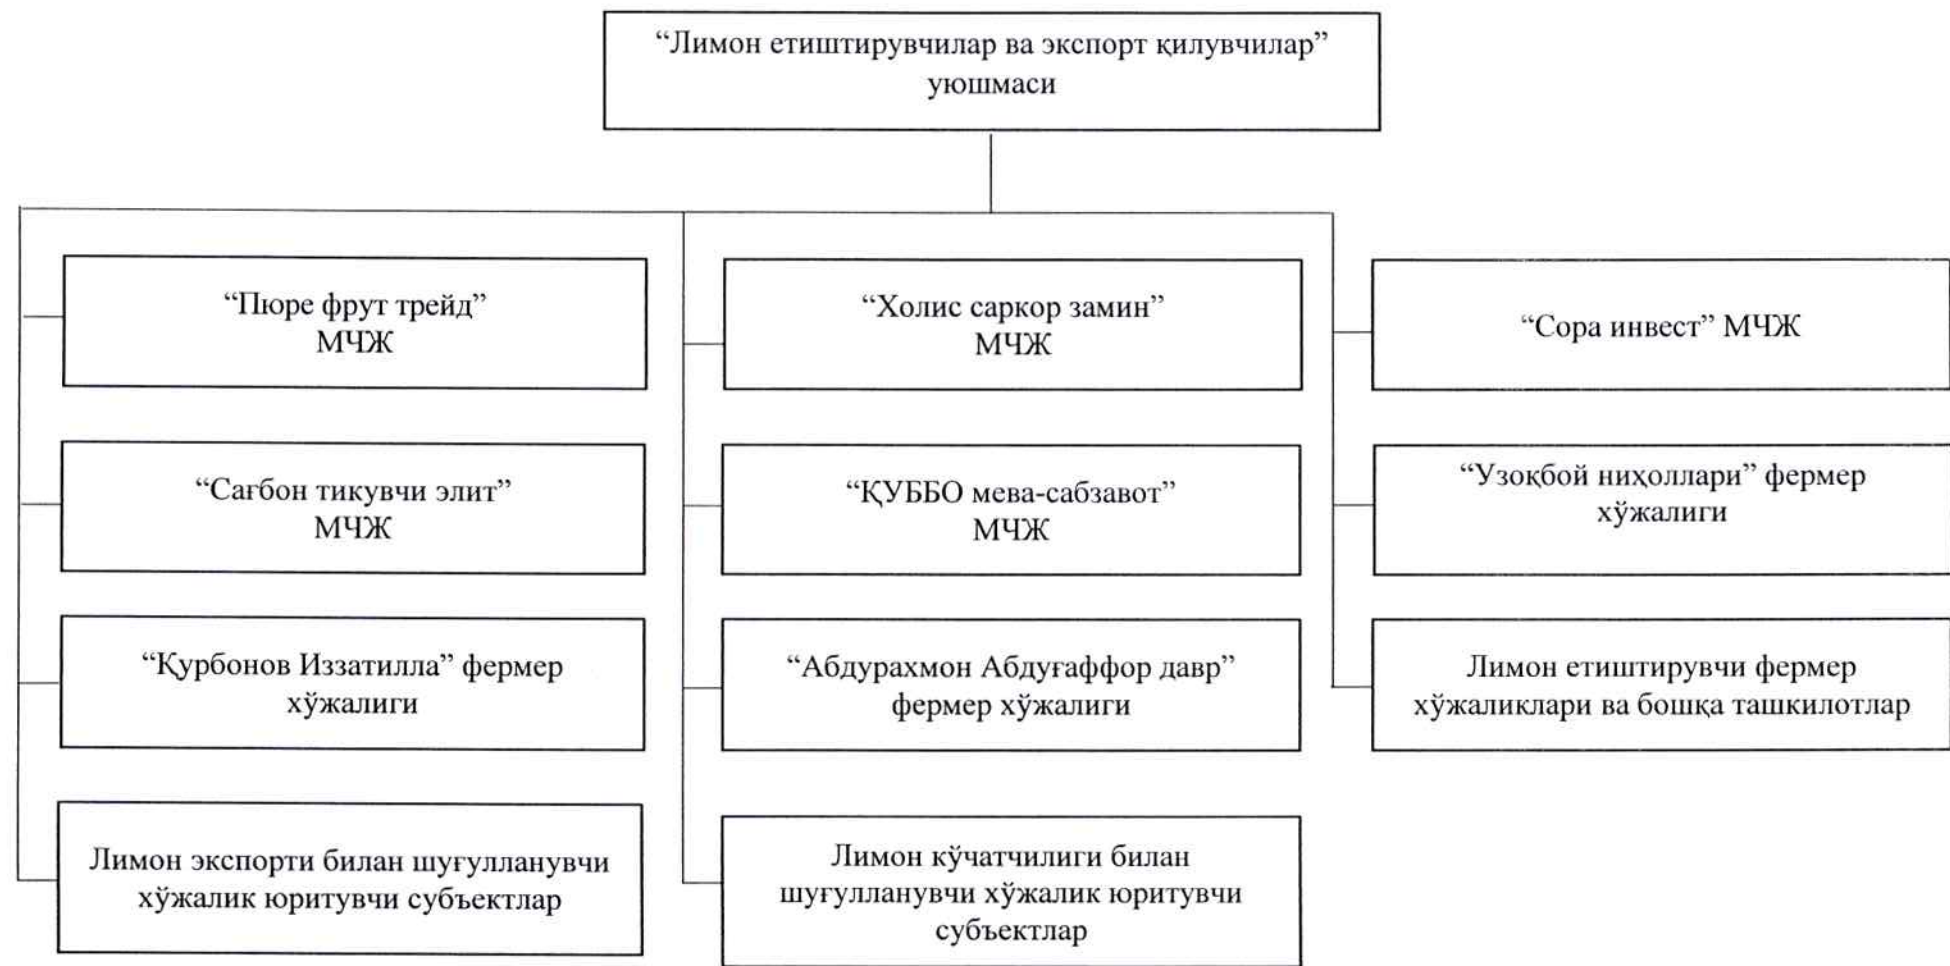 “Лимон етиштирувчилар ва экспорт қилувчилар”
уюшмаси
“Пюре фрут трейд”
МЧЖ
“Холис саркор замин”
МЧЖ
“Сора инвест” МЧЖ
“Сағбон тикувчи элит”
МЧЖ
“ҚУББО мева-сабзавот”
МЧЖ
“Узоқбой ниҳоллари” фермер
хўжалиги
“Қурбонов Иззатилла” фермер
хўжалиги
“Абдурахмон Абдуғаффор давр”
фермер хўжалиги
Лимон етиштирувчи фермер
хўжаликлари ва бошқа ташкилотлар
Лимон экспорти билан шуғулланувчи
хўжалик юритувчи субъектлар
Лимон кўчатчилиги билан
шуғулланувчи хўжалик юритувчи
субъектлар